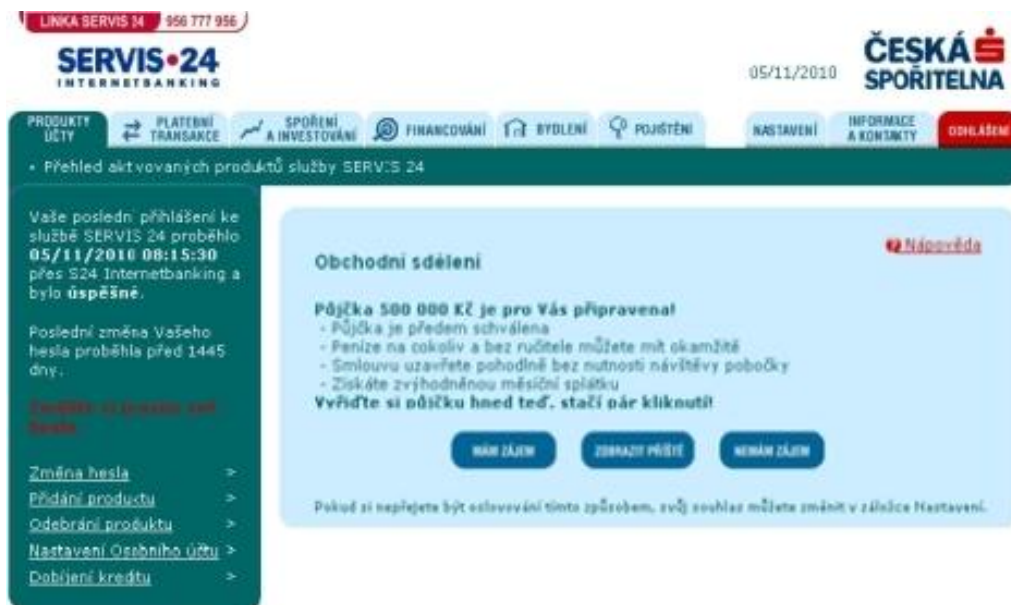 LINKA SERVIS 24 956 777 956
SERVIS 24
INTERNETBANKING
05/11/2010
ČESKÁ
SPOŘITELNA
PRODUKTY
ÚČTY
PLATEBNÍ
TRANSAKCE
SPOŘENÍ
A INVESTOVÁNÍ
FINANCOVÁNÍ
BYDLENÍ
POJIŠTĚNÍ
NASTAVENÍ
INFORMACE
A KONTAKTY
ODHLÁŠENÍ
• Přehled aktvovaných produktů služby SERVIS 24
Vaše poslední přihlášení ke
službě SERVIS 24 proběhlo
05/11/2010 08:15:30
přes S24 Internetbanking a
bylo úspěšné.
Poslední změna Vašeho
hesla proběhla před 1445
dny.
Změna hesla >
Přidání productu >
Odebrání produktu >
Nastavení Osobního účtu >
Dobíjení kreditu >
Nápověda
Obchodní sdělení
Půjčka 500 000 Kč je pro Vás připravena!
- Půjčka je předem schválena
- Peníze na cokoliv a bez ručitele můžete mít okamžitě
- Smlouvu uzavřete pohodlně bez nutnosti návštěvy pobočky
- Získáte zvýhodněnou měsíční splátku
Vyřiďte si půjčku hned teď, stačí pár kliknutí!
MÁM ZÁJEM
ZOBRAZIT PŘÍŠTĚ
NEMÁM ZÁJEM
Pokud si nepřejete být oslovování tímto způsobem, svůj souhlas můžete změnit v záložce Nastavení.